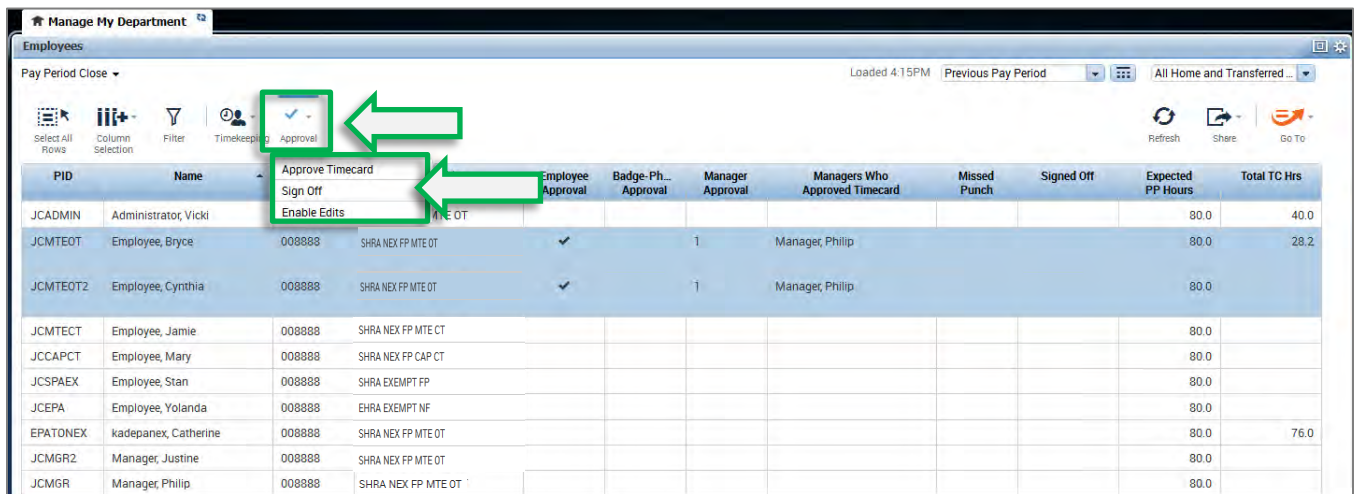 Manage My Department
Employees
Pay Period Close
Loaded 4:15PM
Previous Pay Period
All Home and Transferred ...
Select All Rows
Column Selection
Filter
Timekeeping
Approval
Refresh
Share
Go To
Approve Timecard
Sign Off
Enable Edits
PID Name Employee Approval Badge-Ph... Approval Manager Approval Managers Who Approved Timecard Missed Punch Signed Off Expected PP Hours Total TC Hrs
JCADMIN Administrator, Vicki MTE OT 80.0 40.0
JCMTEOT Employee, Bryce 008888 SHRA NEX FP MTE OT ✔ 1 Manager, Philip 80.0 28.2
JCMTEOT2 Employee, Cynthia 008888 SHRA NEX FP MTE OT ✔ 1 Manager, Philip 80.0
JCMTECT Employee, Jamie 008888 SHRA NEX FP MTE CT 80.0
JCCAPCT Employee, Mary 008888 SHRA NEX FP CAP CT 80.0
JCSPAEX Employee, Stan 008888 SHRA EXEMPT FP 80.0
JCEPA Employee, Yolanda 008888 EHRA EXEMPT NF 80.0
EPATONEX kadepanex, Catherine 008888 SHRA NEX FP MTE OT 80.0 76.0
JCMGR2 Manager, Justine 008888 SHRA NEX FP MTE OT 80.0
JCMGR Manager, Philip 008888 SHRA NEX FP MTE OT 80.0